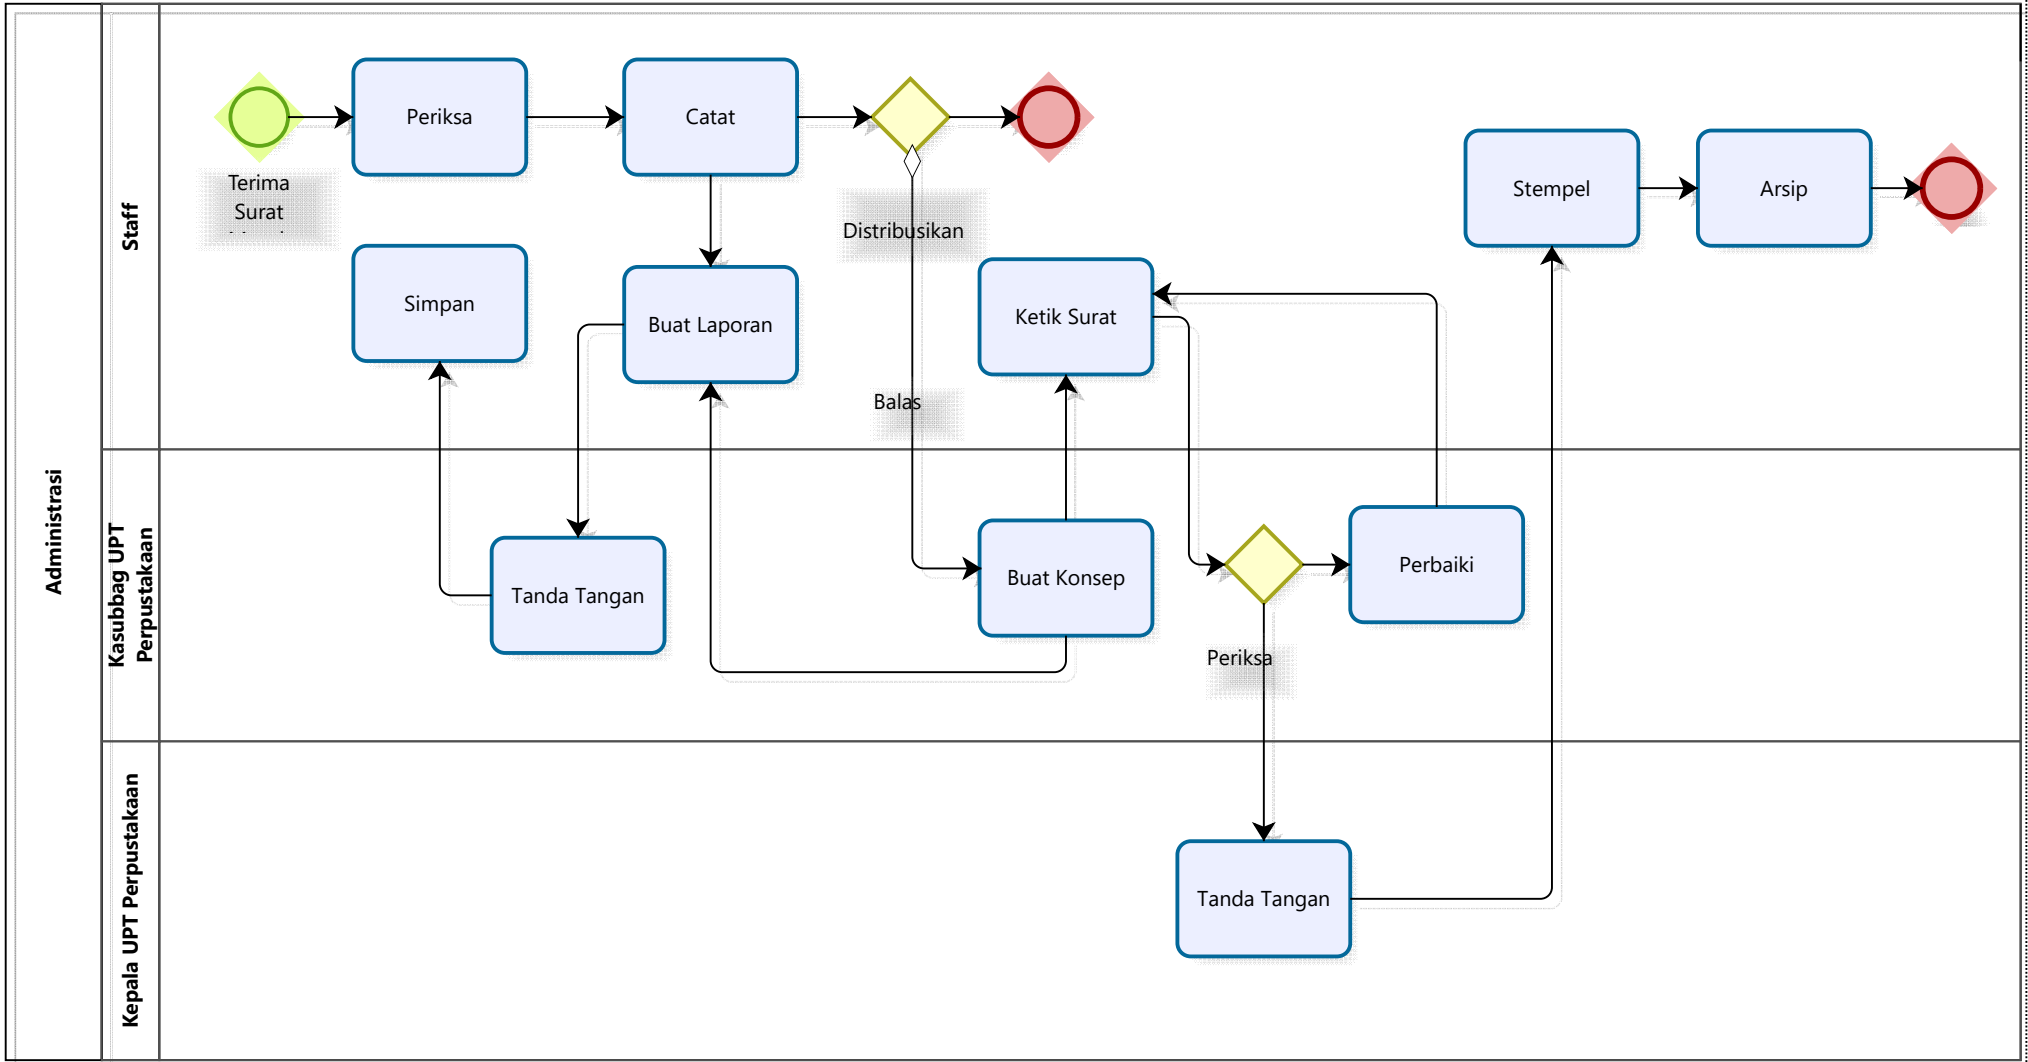 Administrasi
Staff
Kasubbag UPT
Perpustakaan
Kepala UPT Perpustakaan
Terima
Surat
Periksa
Catat
Distribusikan
Stempel
Arsip
Simpan
Buat Laporan
Ketik Surat
Balas
Tanda Tangan
Buat Konsep
Perbaiki
Periksa
Tanda Tangan